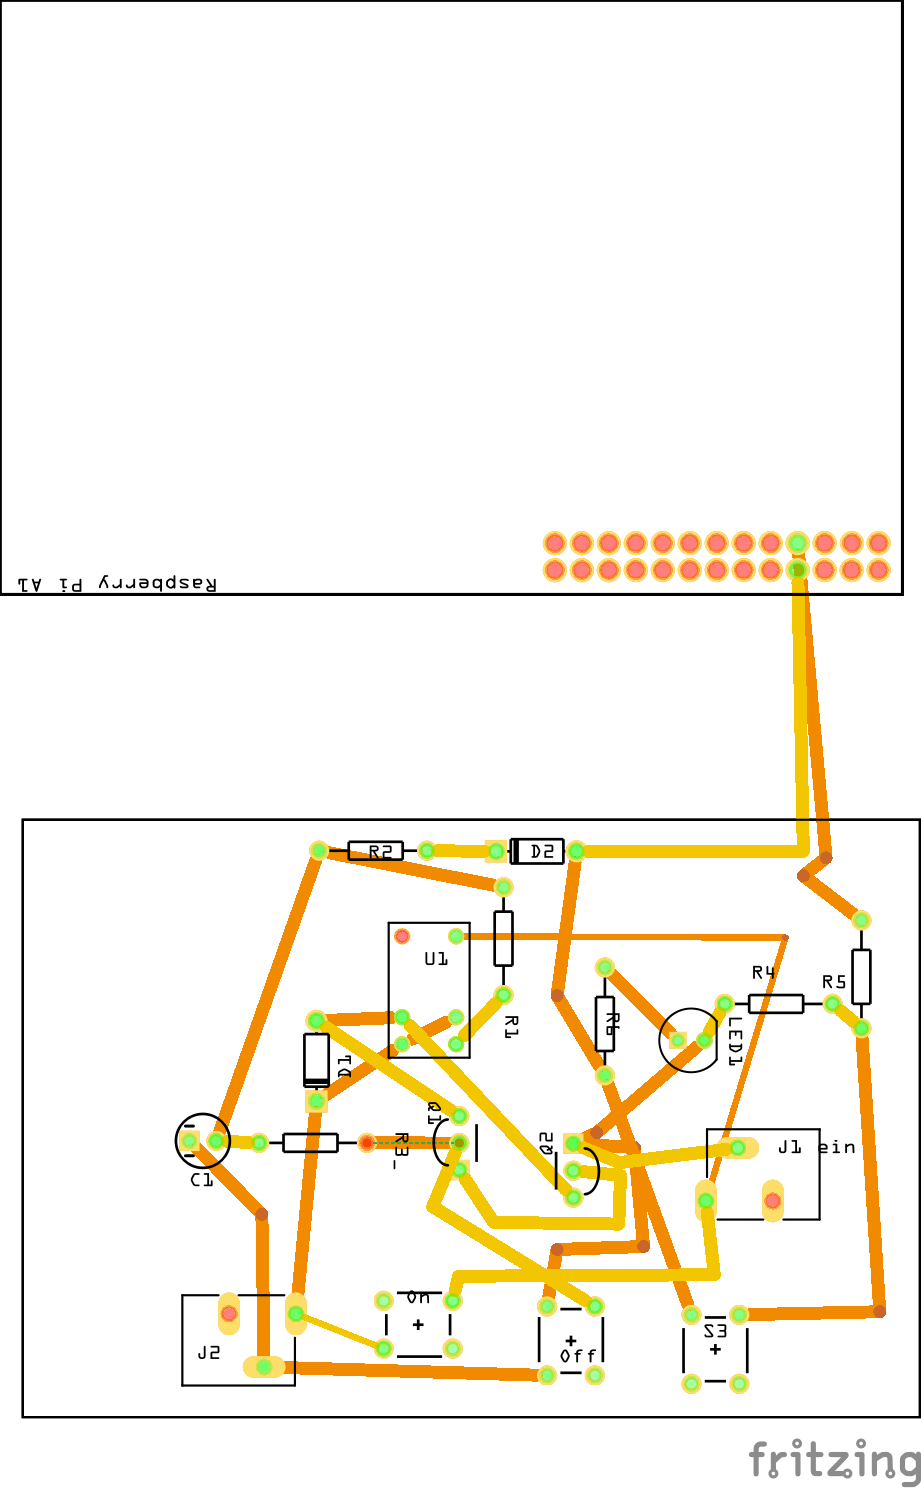 Raspberry Pi A1
R2
D2
U1
R4
R5
R1
R6
LED1
D1
Q1
R3
Q2
J1 ein
C1
On
J2
Off
S3
fritzing